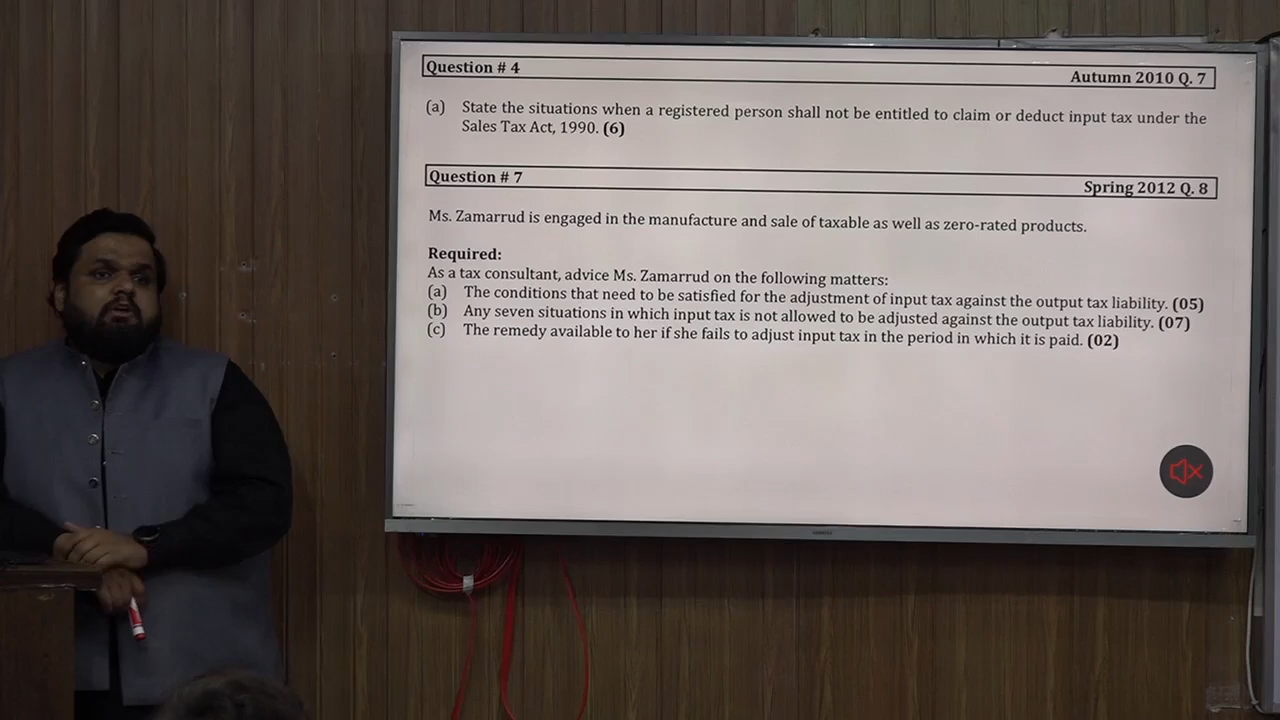 Question # 4
Autumn 2010 Q. 7
(a) State the situations when a registered person shall not be entitled to claim or deduct input tax under the
Sales Tax Act, 1990. (6)
Question # 7
Spring 2012 Q. 8
Ms. Zamarrud is engaged in the manufacture and sale of taxable as well as zero-rated products.
Required:
As a tax consultant, advice Ms. Zamarrud on the following matters:
(a) The conditions that need to be satisfied for the adjustment of input tax against the output tax liability. (05)
(b) Any seven situations in which input tax is not allowed to be adjusted against the output tax liability. (07)
(c) The remedy available to her if she fails to adjust input tax in the period in which it is paid. (02)